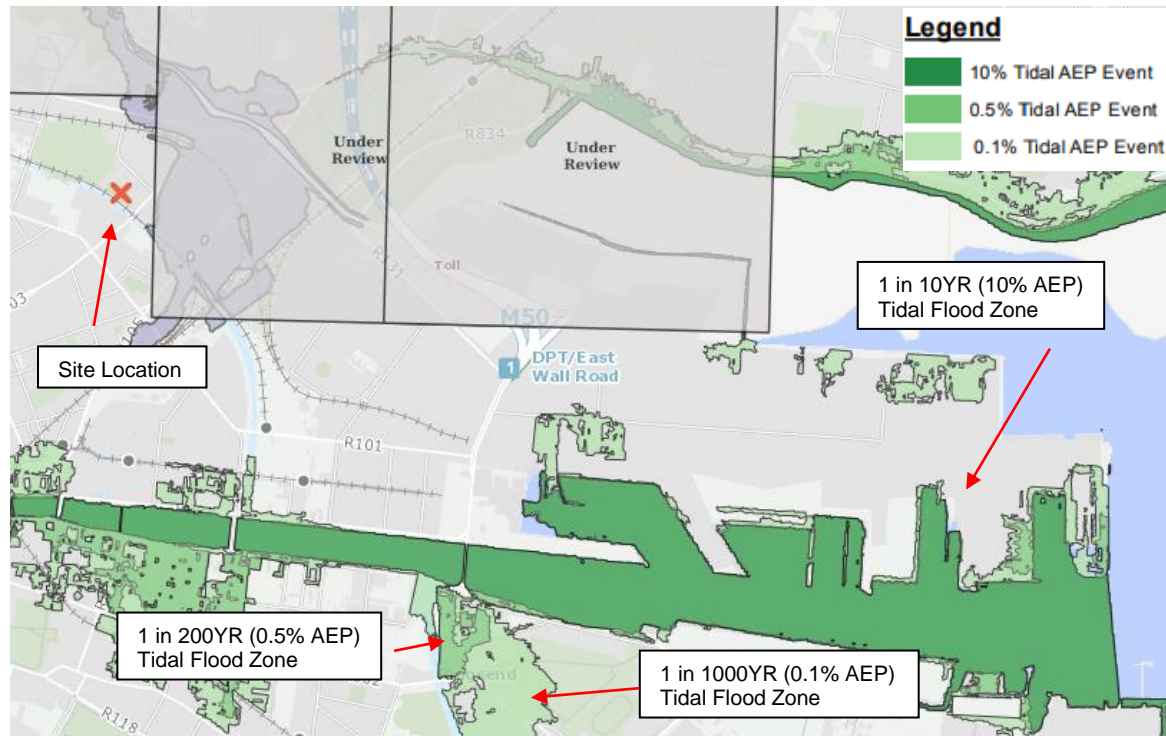 Legend
10% Tidal AEP Event
0.5% Tidal AEP Event
0.1% Tidal AEP Event
Under
Review
R834
Under
Review
R131
Toll
1 in 10YR (10% AEP)
Tidal Flood Zone
03
105
M50
Site Location
1
DPT/East
Wall Road
R101
1 in 200YR (0.5% AEP)
Tidal Flood Zone
1 in 1000YR (0.1% AEP)
Tidal Flood Zone
R118